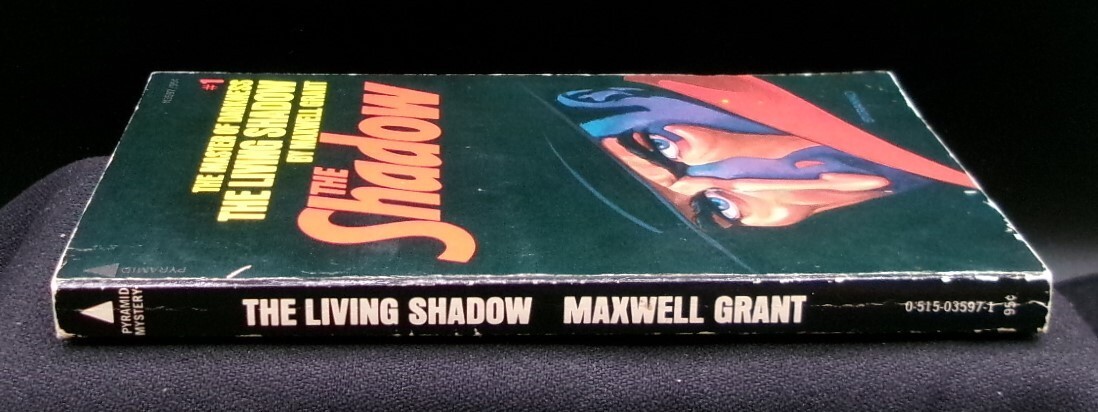 #1
THE MASTER OF DARKNESS
THE LIVING SHADOW
BY MAXWELL GRANT
THE
Shadow
PYRAMID
PYRAMID
MYSTERY
THE LIVING SHADOW MAXWELL GRANT
0-515-03597-1
95¢